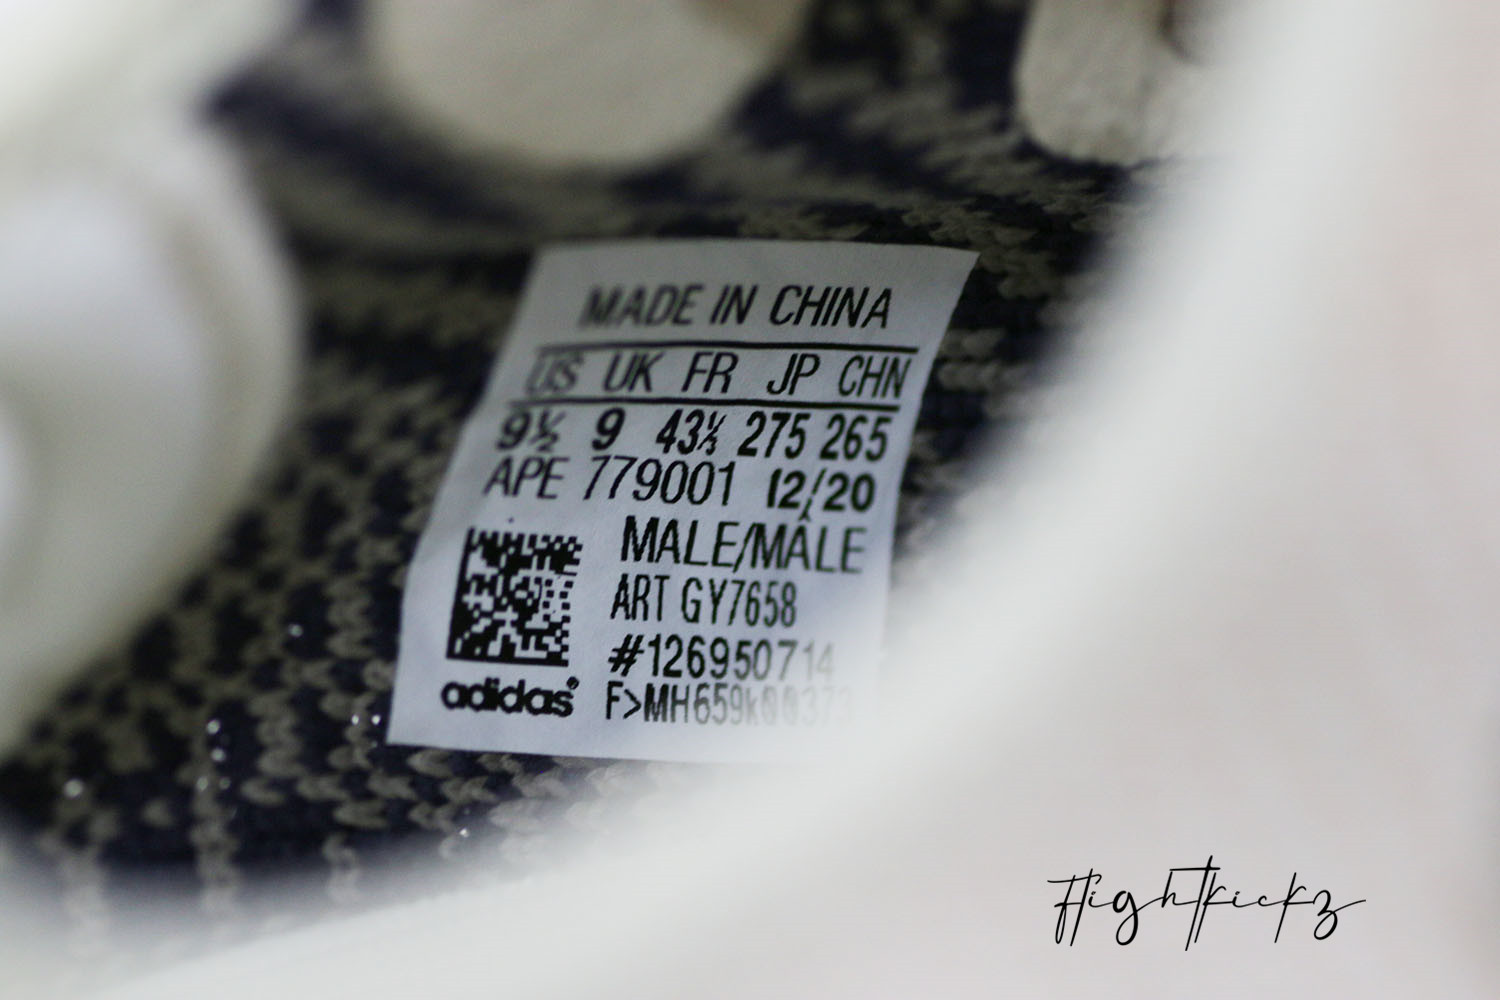 MADE IN CHINA
US UK FR JP CHN
9½ 9 43⅓ 275 265
APE 779001 12/20
MALE/MÂLE
ART GY7658
#126950714
adidas®
flightkickz